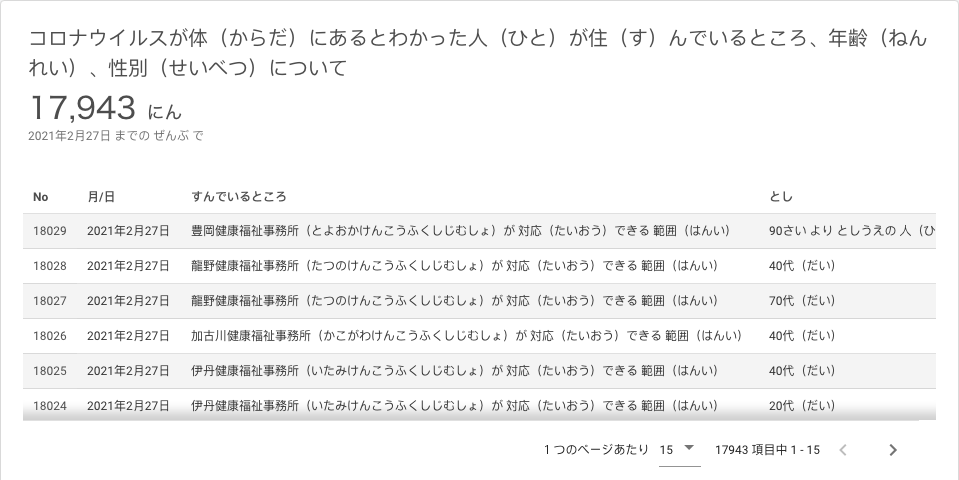 コロナウイルスが体（からだ）にあるとわかった人（ひと）が住（す）んでいるところ、年齢（ねん
れい）、性別（せいべつ）について
17,943 にん
2021年2月27日 までの ぜんぶ で
No 月/日 すんでいるところ とし
18029 2021年2月27日 豊岡健康福祉事務所（とよおかけんこうふくしじむしょ）が 対応（たいおう）できる 範囲（はんい） 90さい より としうえの 人（ひ
18028 2021年2月27日 龍野健康福祉事務所（たつのけんこうふくしじむしょ）が 対応（たいおう）できる 範囲（はんい） 40代（だい）
18027 2021年2月27日 龍野健康福祉事務所（たつのけんこうふくしじむしょ）が 対応（たいおう）できる 範囲（はんい） 70代（だい）
18026 2021年2月27日 加古川健康福祉事務所（かこがわけんこうふくしじむしょ）が 対応（たいおう）できる 範囲（はんい） 40代（だい）
18025 2021年2月27日 伊丹健康福祉事務所（いたみけんこうふくしじむしょ）が 対応（たいおう）できる 範囲（はんい） 40代（だい）
18024 2021年2月27日 伊丹健康福祉事務所（いたみけんこうふくしじむしょ）が 対応（たいおう）できる 範囲（はんい） 20代（だい）
1 つのページあたり 15 17943 項目中 1 - 15